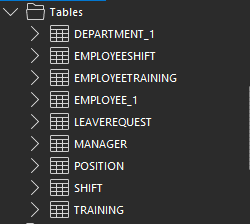 Tables
DEPARTMENT_1
EMPLOYEESHIFT
EMPLOYEETRAINING
EMPLOYEE_1
LEAVEREQUEST
MANAGER
POSITION
SHIFT
TRAINING